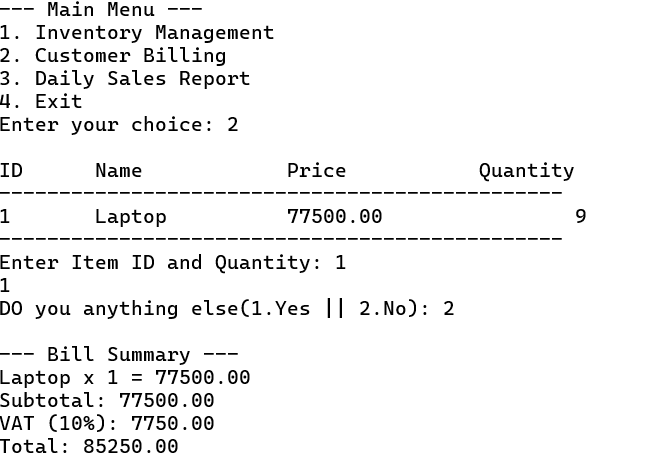 --- Main Menu ---
1. Inventory Management
2. Customer Billing
3. Daily Sales Report
4. Exit
Enter your choice: 2
ID      Name            Price           Quantity
-----------------------------------------------
1       Laptop          77500.00                9
-----------------------------------------------
Enter Item ID and Quantity: 1
1
DO you anything else(1.Yes || 2.No): 2
--- Bill Summary ---
Laptop x 1 = 77500.00
Subtotal: 77500.00
VAT (10%): 7750.00
Total: 85250.00